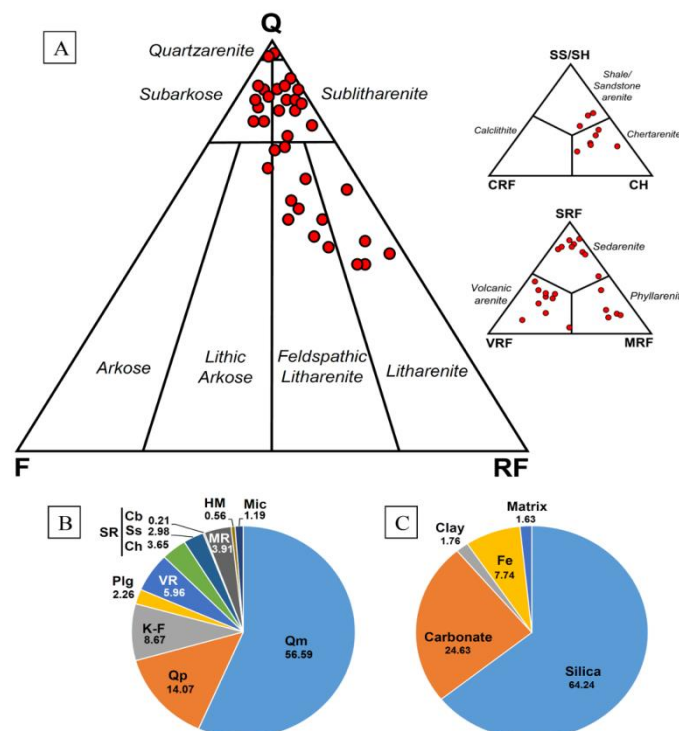 A
Q
Quartzarenite
Subarkose
Sublitharenite
Arkose
Lithic
Arkose
Feldspathic
Litharenite
Litharenite
F
RF
SS/SH
Shale/
Sandstone
arenite
Calclithite
Chertarenite
CRF
CH
SRF
Sedarenite
Volcanic
arenite
Phyllarenit
VRF
MRF
B
SR
Cb 0.21
Ss 2.98
Ch 3.65
HM
0.56
Mic
1.19
MR
3.91
Plg
2.26
VR
5.96
K-F
8.67
Qp
14.07
Qm
56.59
C
Matrix
1.63
Clay
1.76
Fe
7.74
Carbonate
24.63
Silica
64.24